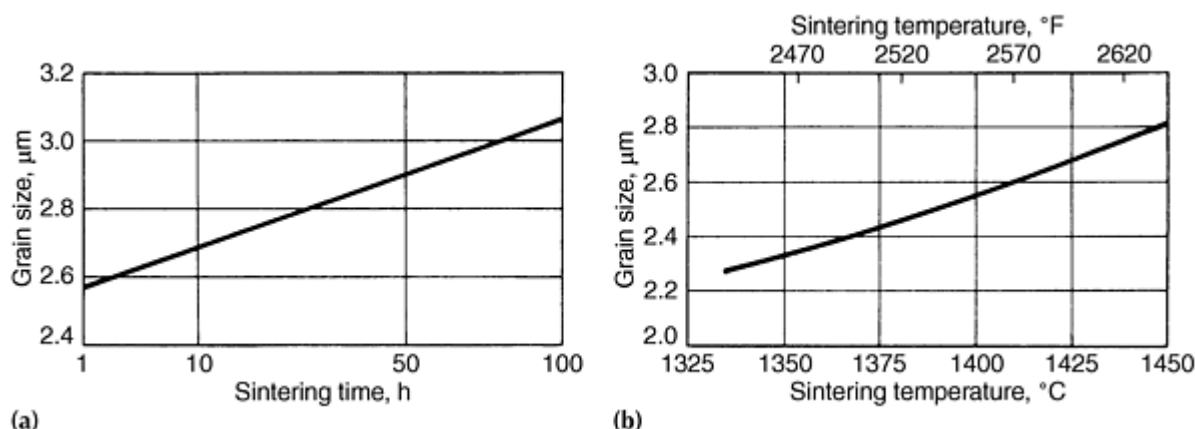 3.2
3.0
2.8
2.6
2.4
Grain size, μm
1 10 50 100
Sintering time, h
(a)
Sintering temperature, °F
2470 2520 2570 2620
3.0
2.8
2.6
2.4
2.2
2.0
Grain size, μm
1325 1350 1375 1400 1425 1450
Sintering temperature, °C
(b)